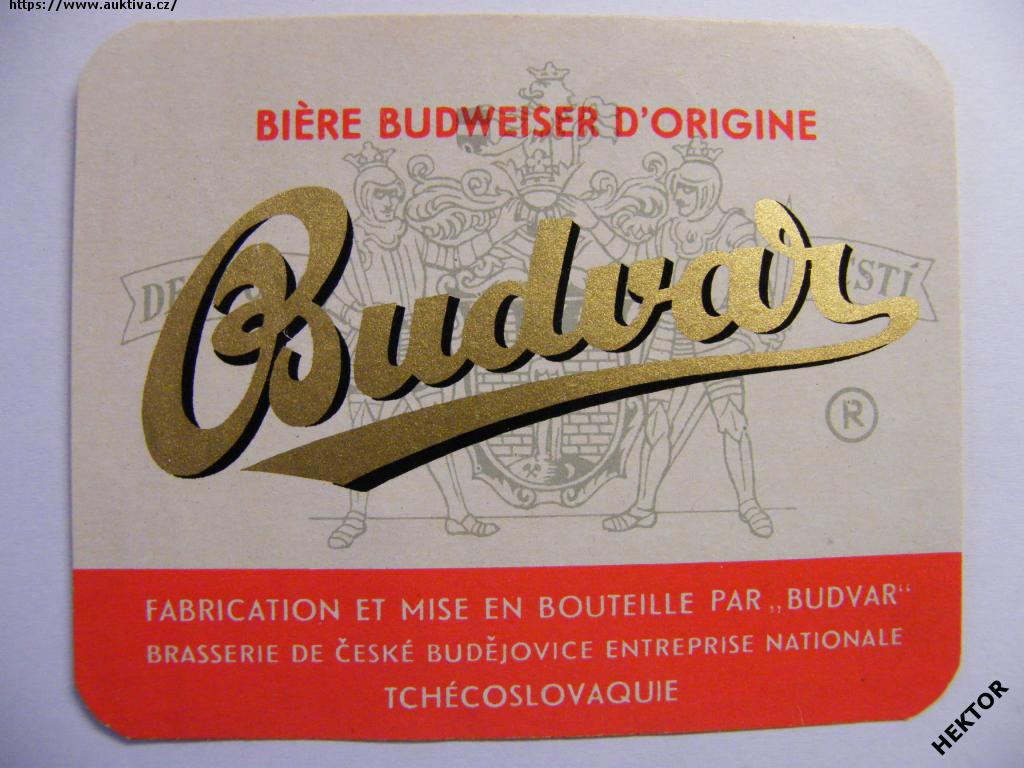 https://www.auktiva.cz/
BIÈRE BUDWEISER D'ORIGINE
Budvar
®
FABRICATION ET MISE EN BOUTEILLE PAR „BUDVAR“
BRASSERIE DE ČESKÉ BUDĚJOVICE ENTREPRISE NATIONALE
TCHÉCOSLOVAQUIE
HEKTOR